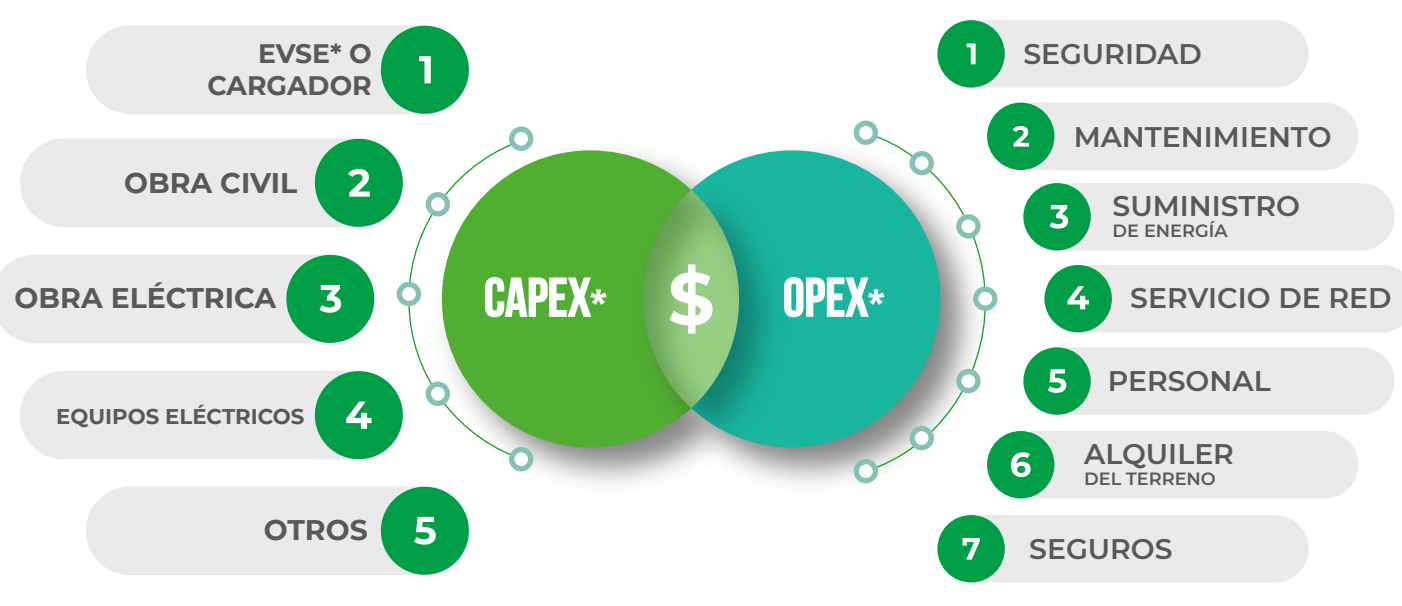 EVSE* O
CARGADOR
1
OBRA CIVIL
2
OBRA ELÉCTRICA
3
EQUIPOS ELÉCTRICOS
4
OTROS
5
CAPEX*
$
OPEX*
1
SEGURIDAD
2
MANTENIMIENTO
3
SUMINISTRO
DE ENERGÍA
4
SERVICIO DE RED
5
PERSONAL
6
ALQUILER
DEL TERRENO
7
SEGUROS